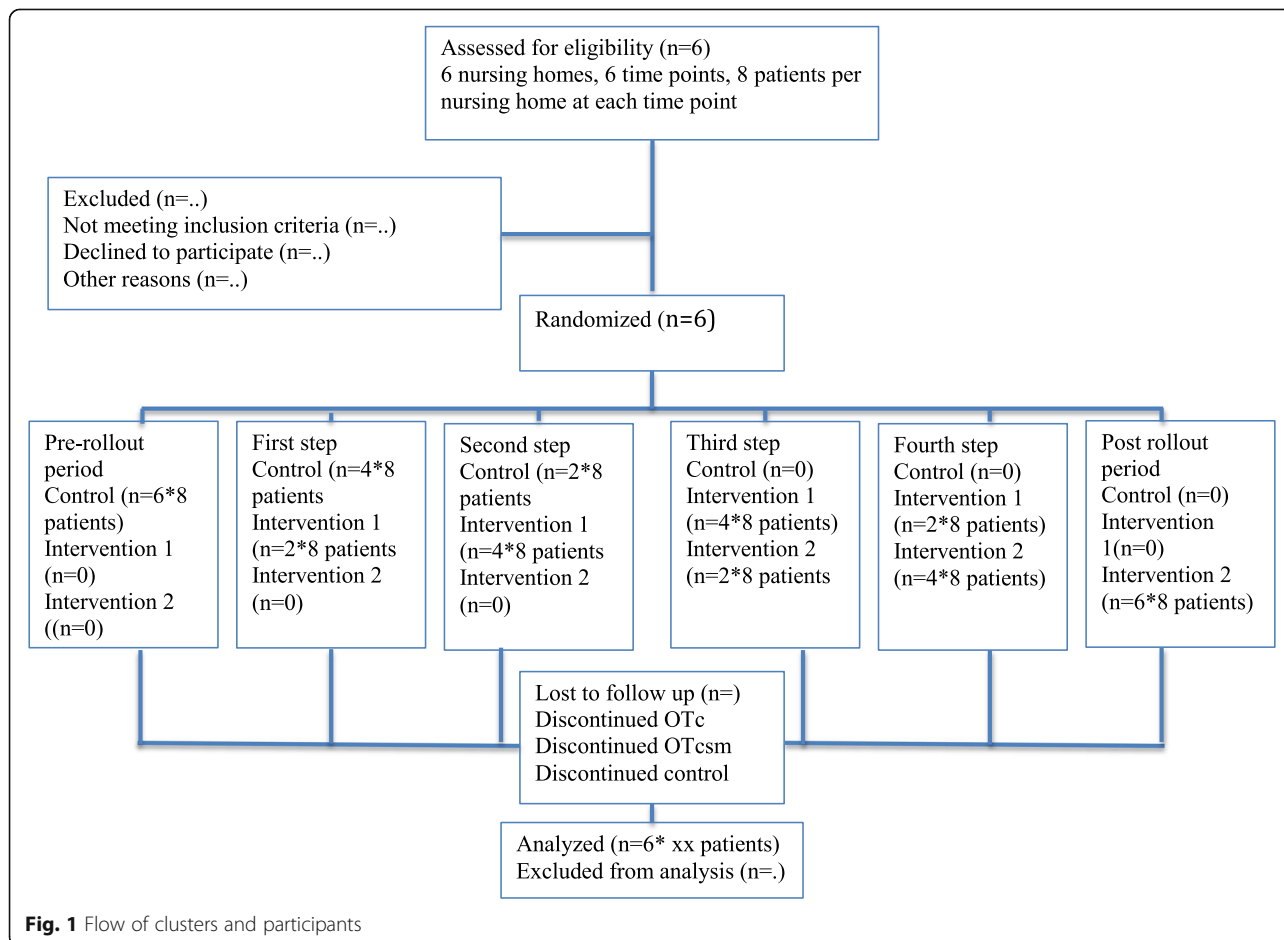 Assessed for eligibility (n=6)
6 nursing homes, 6 time points, 8 patients per
nursing home at each time point
Excluded (n=..)
Not meeting inclusion criteria (n=..)
Declined to participate (n=..)
Other reasons (n=..)
Randomized (n=6)
Pre-rollout
period
Control (n=6*8
patients)
Intervention 1
(n=0)
Intervention 2
((n=0)
First step
Control (n=4*8
patients
Intervention 1
(n=2*8 patients
Intervention 2
(n=0)
Second step
Control (n=2*8
patients
Intervention 1
(n=4*8 patients
Intervention 2
(n=0)
Third step
Control (n=0)
Intervention 1
(n=4*8 patients)
Intervention 2
(n=2*8 patients
Fourth step
Control (n=0)
Intervention 1
(n=2*8 patients)
Intervention 2
(n=4*8 patients)
Post rollout
period
Control (n=0)
Intervention
1(n=0)
Intervention 2
(n=6*8 patients)
Lost to follow up (n=)
Discontinued OTc
Discontinued OTcsm
Discontinued control
Analyzed (n=6* xx patients)
Excluded from analysis (n=.)
Fig. 1 Flow of clusters and participants